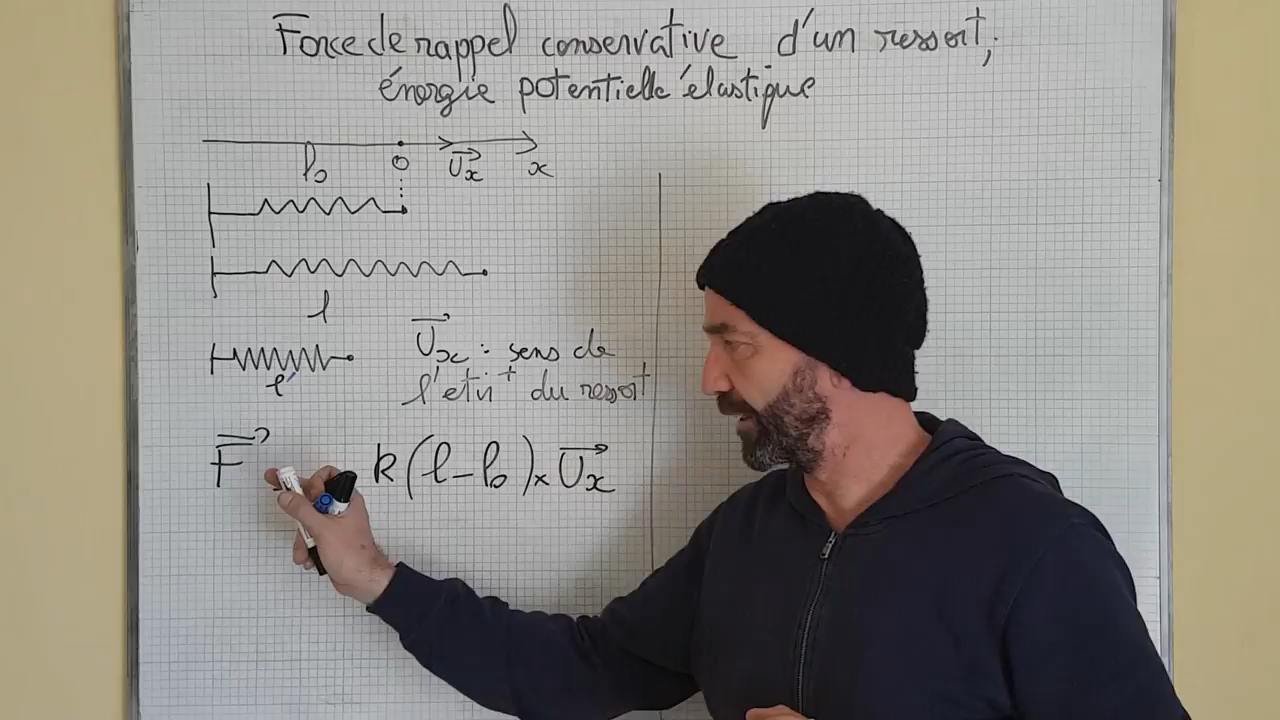 Force de rappel conservative d'un ressort,
énergie potentielle élastique
l0 O Ux x
l
l'
Ux : sens de
l'etirt du ressort
F k(l-l0)×Ux